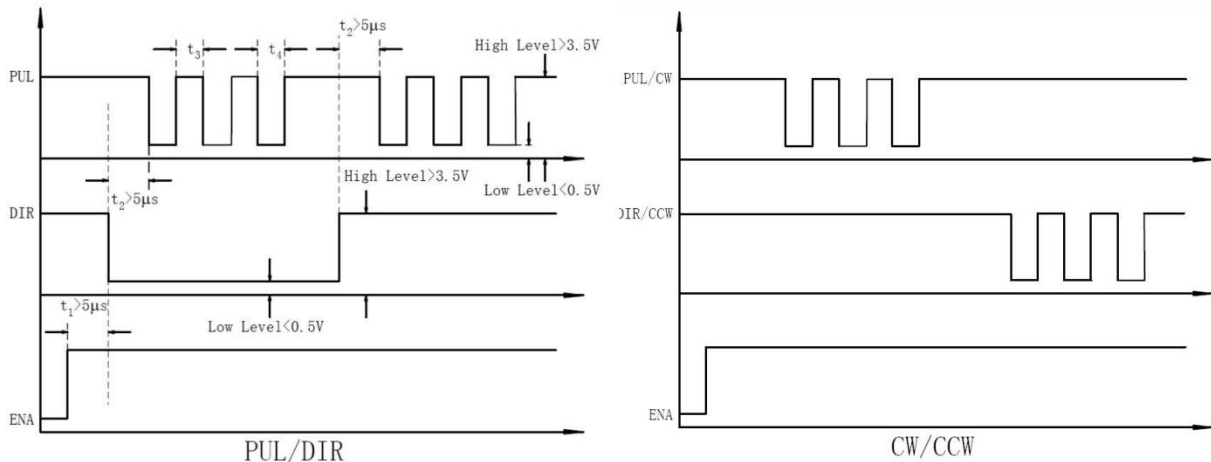 t₂>5μs
High Level>3.5V
t₃
t₄
PUL
High Level>3.5V
Low Level<0.5V
t₂>5μs
DIR
t₁>5μs
Low Level<0.5V
ENA
PUL/DIR
PUL/CW
DIR/CCW
ENA
CW/CCW